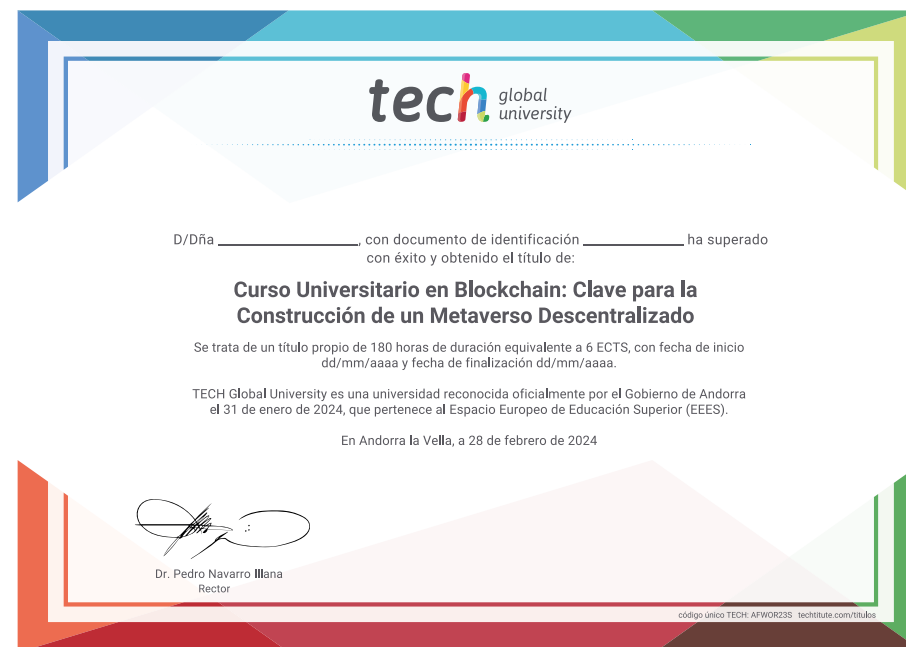 tech global
university
D/Dña ____________________, con documento de identificación ______________ ha superado
con éxito y obtenido el título de:
Curso Universitario en Blockchain: Clave para la
Construcción de un Metaverso Descentralizado
Se trata de un título propio de 180 horas de duración equivalente a 6 ECTS, con fecha de inicio
dd/mm/aaaa y fecha de finalización dd/mm/aaaa.
TECH Global University es una universidad reconocida oficialmente por el Gobierno de Andorra
el 31 de enero de 2024, que pertenece al Espacio Europeo de Educación Superior (EEES).
En Andorra la Vella, a 28 de febrero de 2024
Dr. Pedro Navarro Illana
Rector
código único TECH: AFWOR23S techtitute.com/titulos